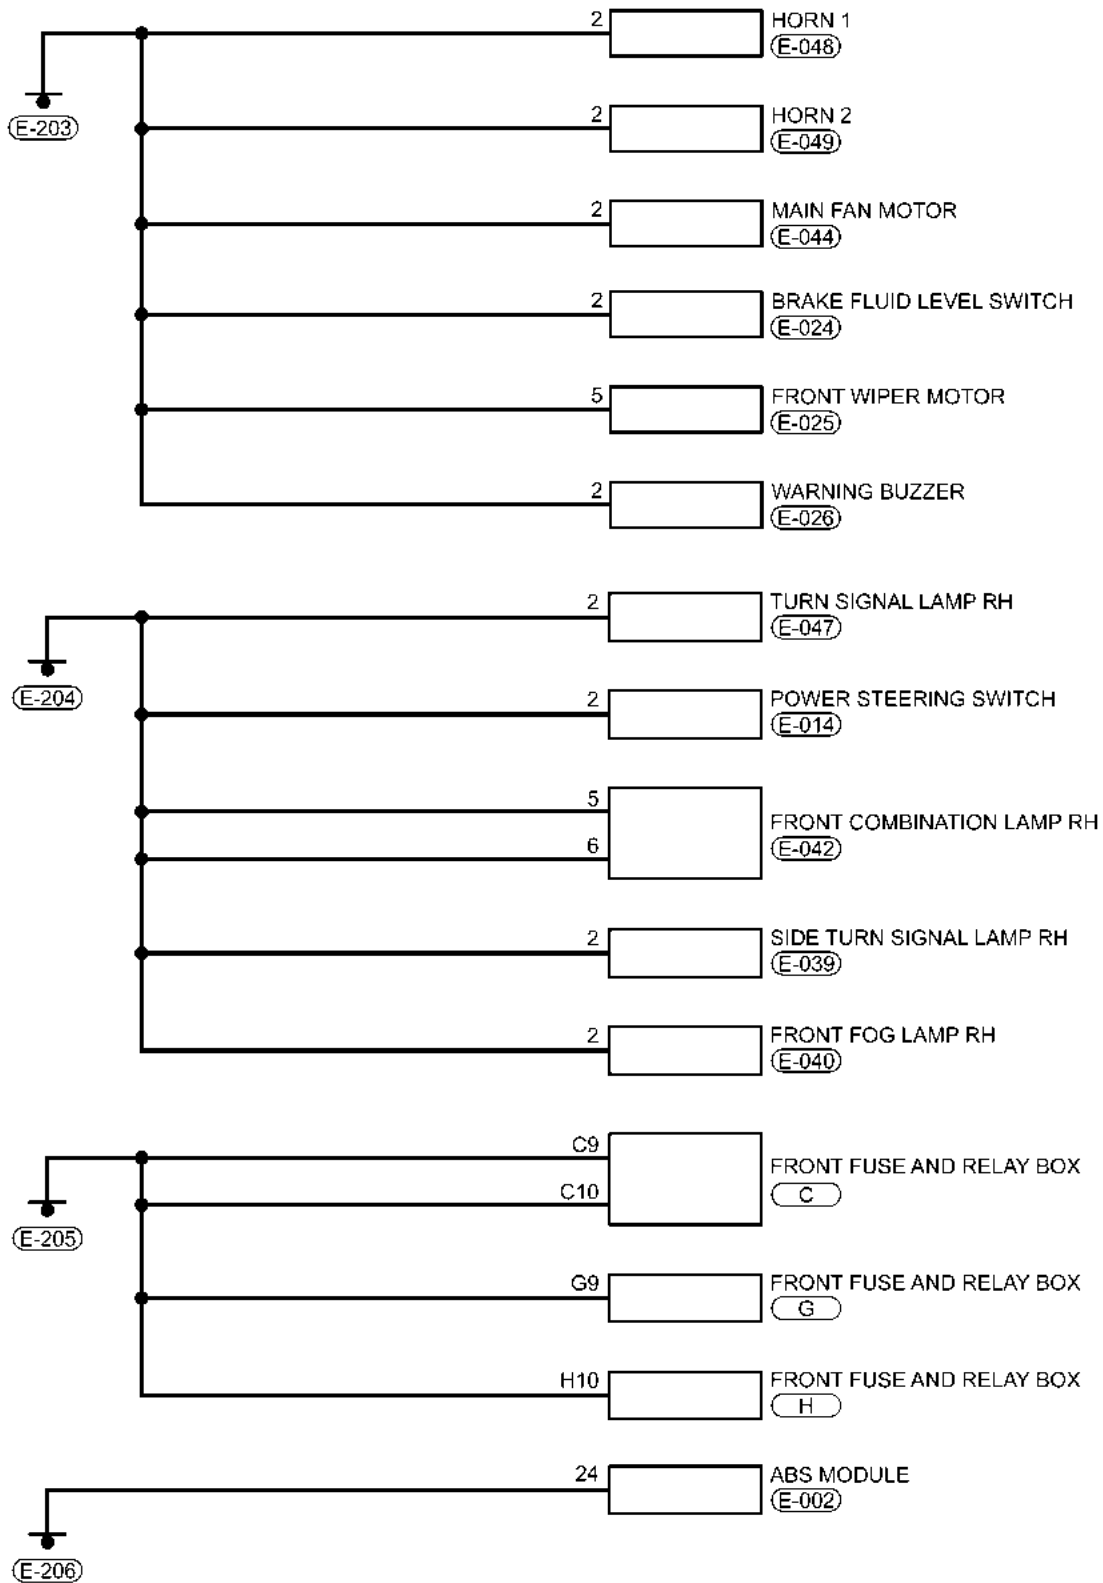 2 HORN 1
E-048
E-203
2 HORN 2
E-049
2 MAIN FAN MOTOR
E-044
2 BRAKE FLUID LEVEL SWITCH
E-024
5 FRONT WIPER MOTOR
E-025
2 WARNING BUZZER
E-026
2 TURN SIGNAL LAMP RH
E-047
E-204
2 POWER STEERING SWITCH
E-014
5
FRONT COMBINATION LAMP RH
6 E-042
2 SIDE TURN SIGNAL LAMP RH
E-039
2 FRONT FOG LAMP RH
E-040
C9
FRONT FUSE AND RELAY BOX
C10 C
E-205
G9 FRONT FUSE AND RELAY BOX
G
H10 FRONT FUSE AND RELAY BOX
H
24 ABS MODULE
E-002
E-206